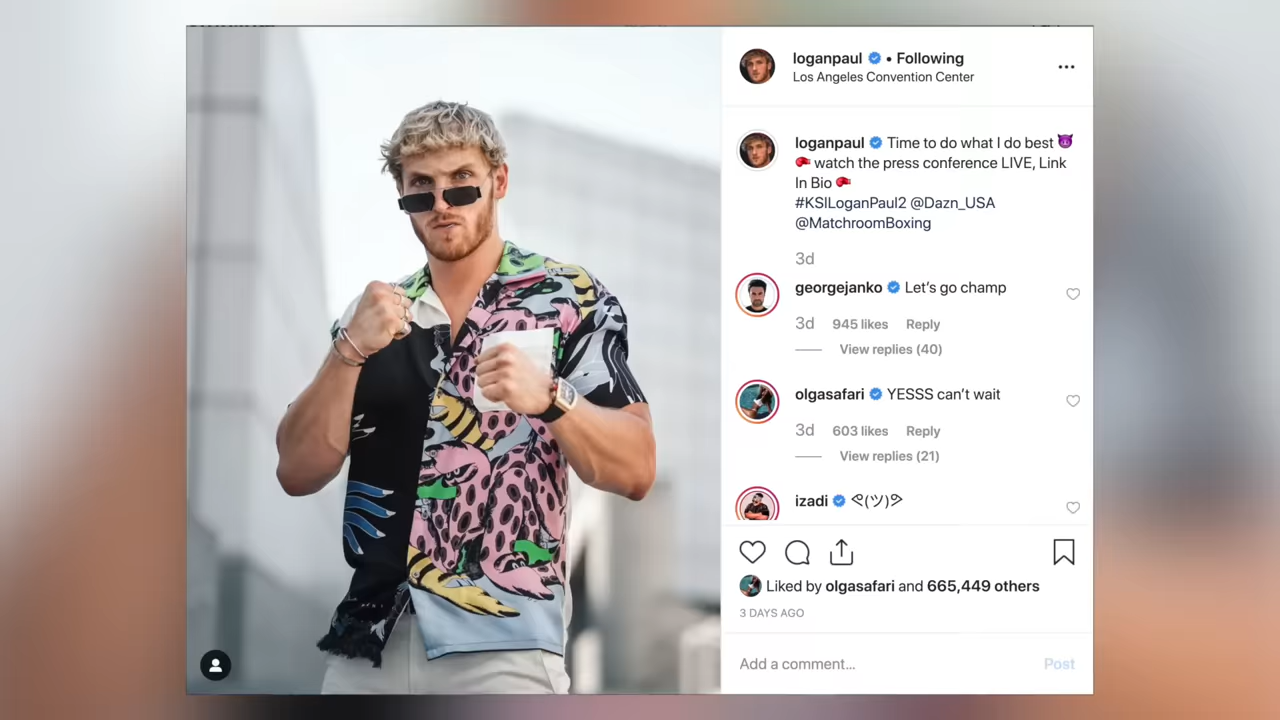 loganpaul • Following
Los Angeles Convention Center
loganpaul Time to do what I do best 😈
🥊 watch the press conference LIVE, Link
In Bio 🥊
#KSILoganPaul2 @Dazn_USA
@MatchroomBoxing
3d
georgejanko Let’s go champ
3d 945 likes Reply
View replies (40)
olgasafari YESSS can’t wait
3d 603 likes Reply
View replies (21)
izadi ᕙ(ツ)ᕗ
Liked by olgasafari and 665,449 others
3 DAYS AGO
Add a comment... Post